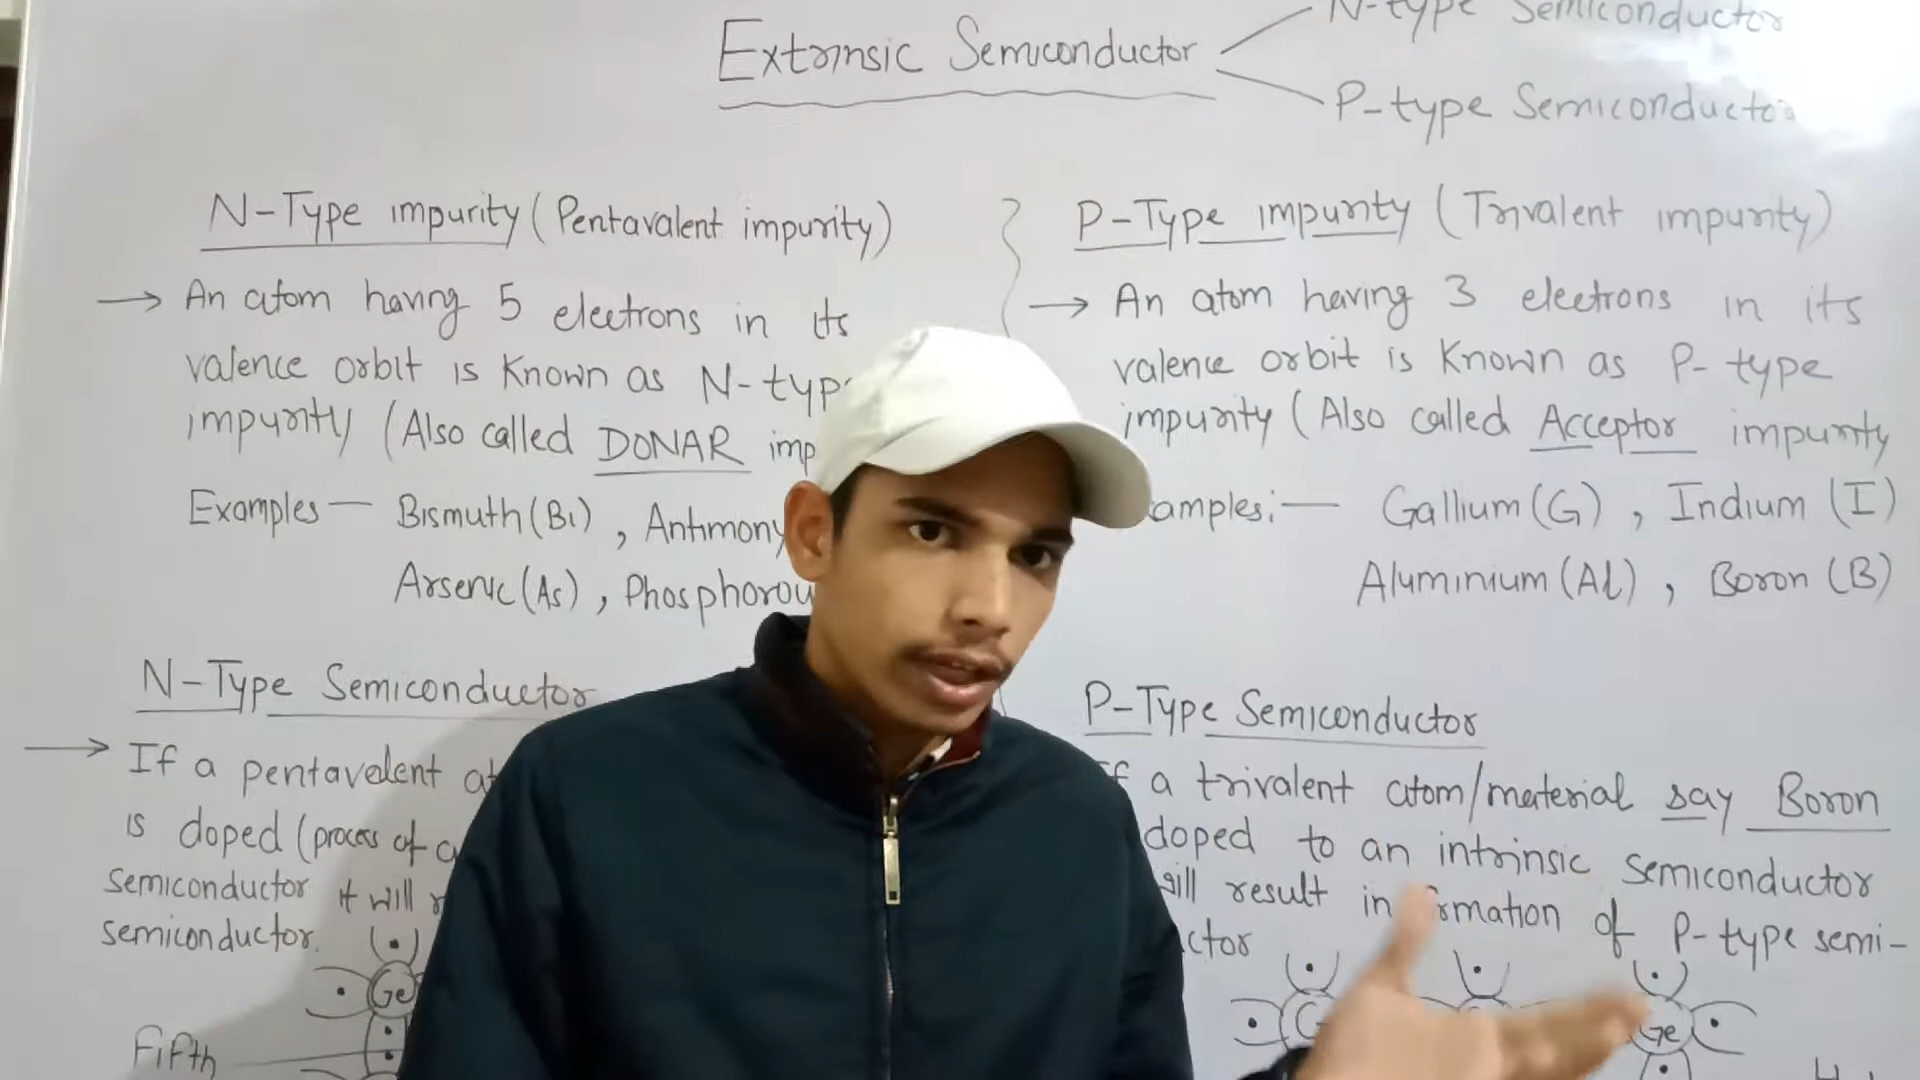 Extrinsic Semiconductor
N-type Semiconductor
P-type Semiconductor
N-Type impurity (Pentavalent impurity)
→ An atom having 5 electrons in its
valence orbit is Known as N-type
impurity (Also called DONAR imp
Examples — Bismuth (Bi) , Antimony
Arsenic (As) , Phosphorou
N-Type Semiconductor
→ If a pentavalent
is doped (process of
semiconductor it will
semiconductor.
Ge
Fifth
P-Type impurity (Trivalent impurity)
→ An atom having 3 electrons in its
valence orbit is Known as P-type
impurity (Also called Acceptor impurity
amples:— Gallium (G) , Indium (I)
Aluminium (Al) , Boron (B)
P-Type Semiconductor
If a trivalent atom/material say Boron
doped to an intrinsic semiconductor
will result in ormation of P-type semi-
ctor
G
Ge